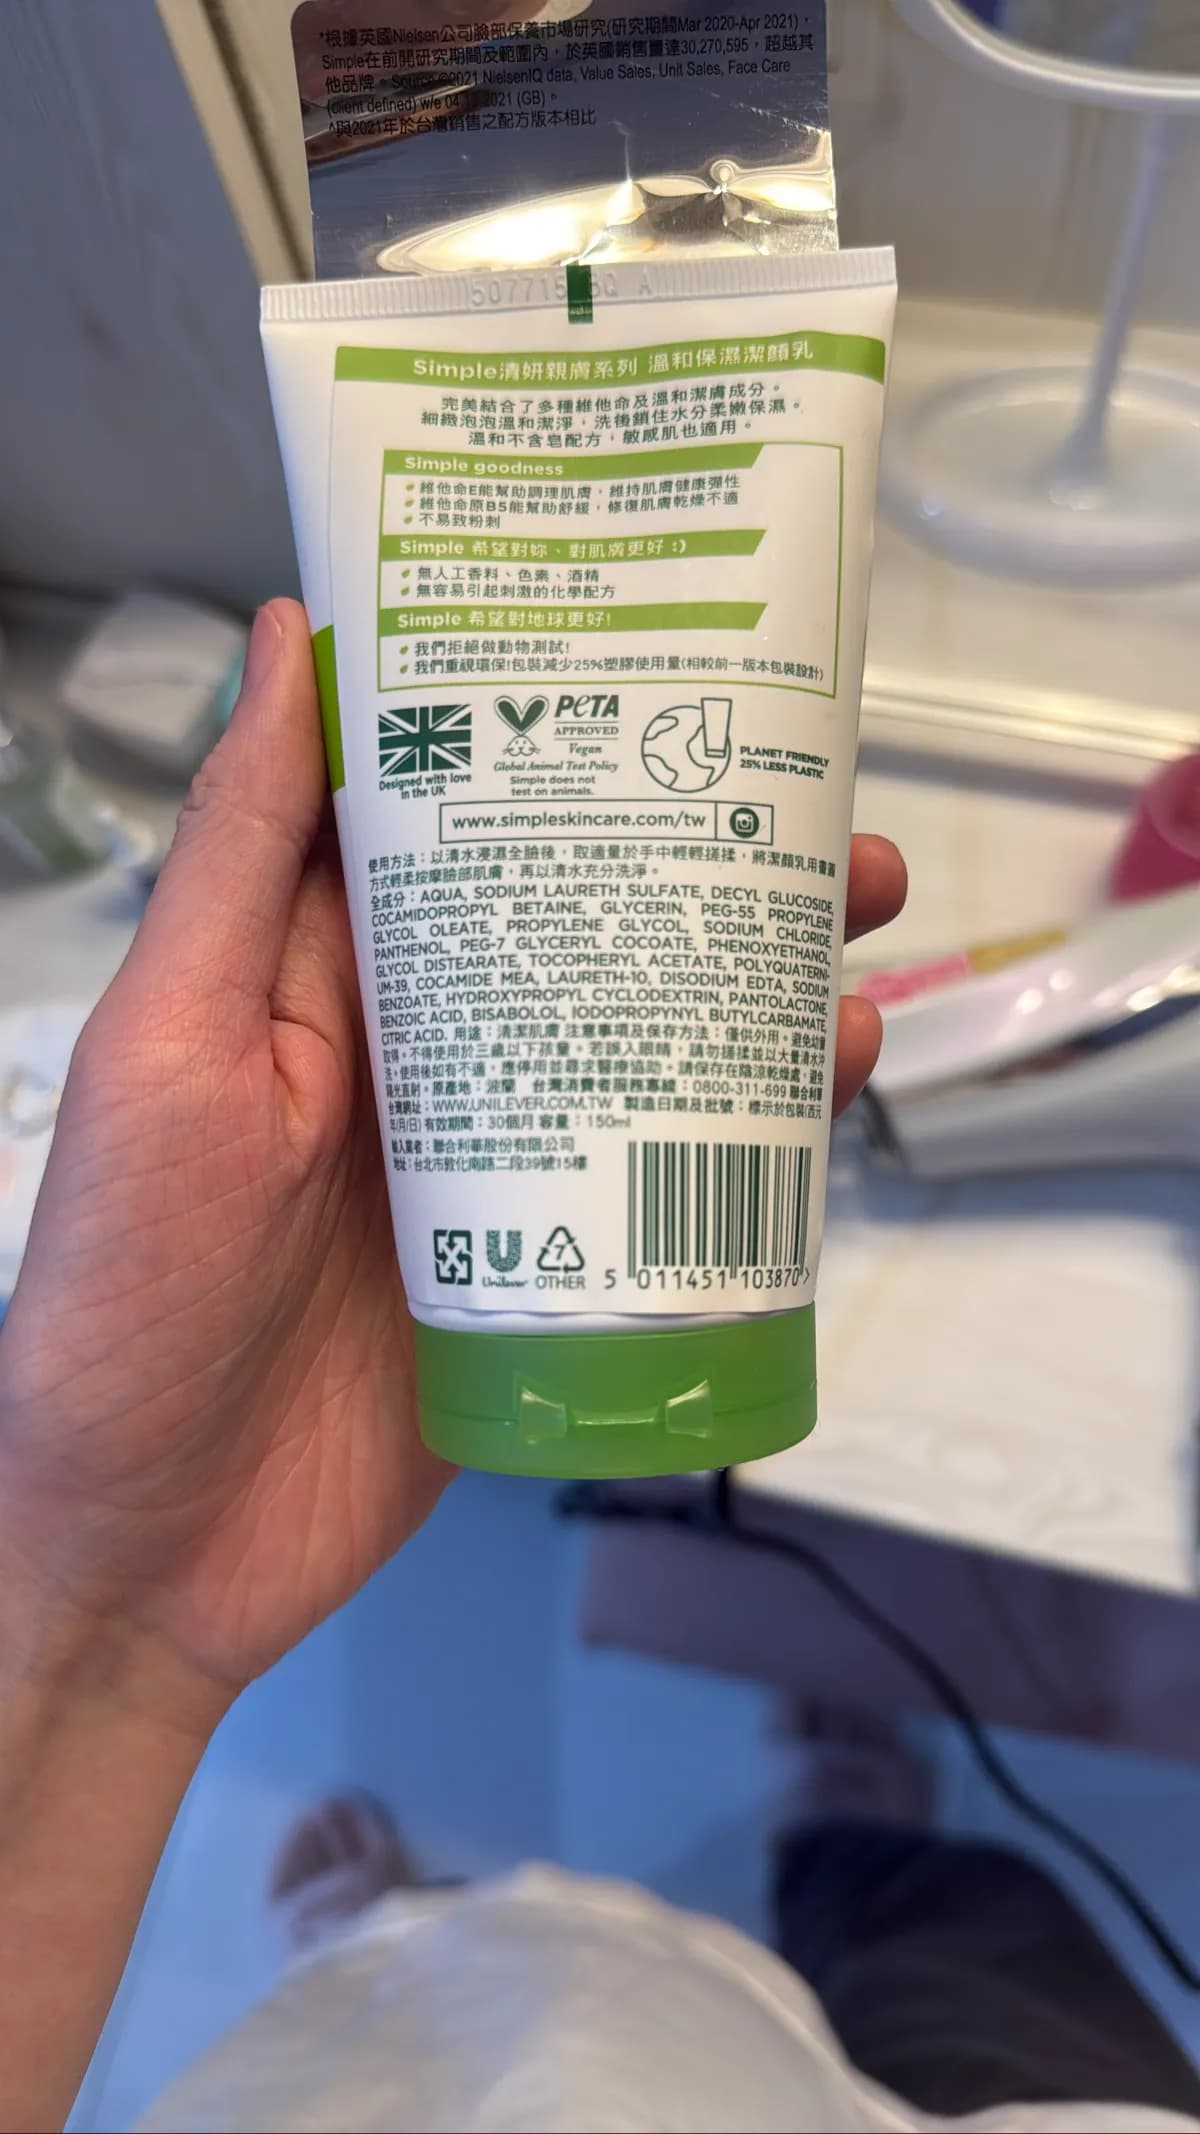 *根據英國Nielsen公司臉部保養市場研究(研究期間Mar 2020-Apr 2021)，
Simple在前開研究期間及範圍內，於英國銷售量達30,270,595，超越其
他品牌。Source ©2021 NielsenIQ data, Value Sales, Unit Sales, Face Care
(client defined) w/e 04. 2021 (GB)。
^與2021年於台灣銷售之配方版本相比
507715 5Q A
Simple清妍親膚系列 溫和保濕潔顏乳
完美結合了多種維他命及溫和潔膚成分。
細緻泡泡溫和潔淨，洗後鎖住水分柔嫩保濕。
溫和不含皂配方，敏感肌也適用。
Simple goodness
維他命E能幫助調理肌膚，維持肌膚健康彈性
維他命原B5能幫助舒緩，修復肌膚乾燥不適
不易致粉刺
Simple 希望對妳、對肌膚更好 :)
無人工香料、色素、酒精
無容易引起刺激的化學配方
Simple 希望對地球更好!
我們拒絕做動物測試!
我們重視環保!包裝減少25%塑膠使用量(相較前一版本包裝設計)
PETA
APPROVED
Vegan
Global Animal Test Policy
Simple does not
test on animals.
Designed with love
in the UK
PLANET FRIENDLY
25% LESS PLASTIC
www.simpleskincare.com/tw
使用方法：以清水浸濕全臉後，取適量於手中輕輕搓揉，將潔顏乳用畫圓
方式輕柔按摩臉部肌膚，再以清水充分洗淨。
全成分：AQUA, SODIUM LAURETH SULFATE, DECYL GLUCOSIDE,
COCAMIDOPROPYL BETAINE, GLYCERIN, PEG-55 PROPYLENE
GLYCOL OLEATE, PROPYLENE GLYCOL, SODIUM CHLORIDE,
PANTHENOL, PEG-7 GLYCERYL COCOATE, PHENOXYETHANOL,
GLYCOL DISTEARATE, TOCOPHERYL ACETATE, POLYQUATERNI-
UM-39, COCAMIDE MEA, LAURETH-10, DISODIUM EDTA, SODIUM
BENZOATE, HYDROXYPROPYL CYCLODEXTRIN, PANTOLACTONE,
BENZOIC ACID, BISABOLOL, IODOPROPYNYL BUTYLCARBAMATE,
CITRIC ACID. 用途：清潔肌膚 注意事項及保存方法：僅供外用。避免幼童
取得。不得使用於三歲以下孩童。若誤入眼睛，請勿搓揉並以大量清水沖
洗。使用後如有不適，應停用並尋求醫療協助。請保存在陰涼乾燥處，避免
陽光直射。原產地：波蘭 台灣消費者服務專線：0800-311-699 聯合利華
台灣網址：WWW.UNILEVER.COM.TW 製造日期及批號：標示於包裝(西元
年/月/日) 有效期間：30個月 容量：150ml
輸入業者：聯合利華股份有限公司
地址：台北市敦化南路二段39號15樓
Unilever
7
OTHER
5 011451 103870 >